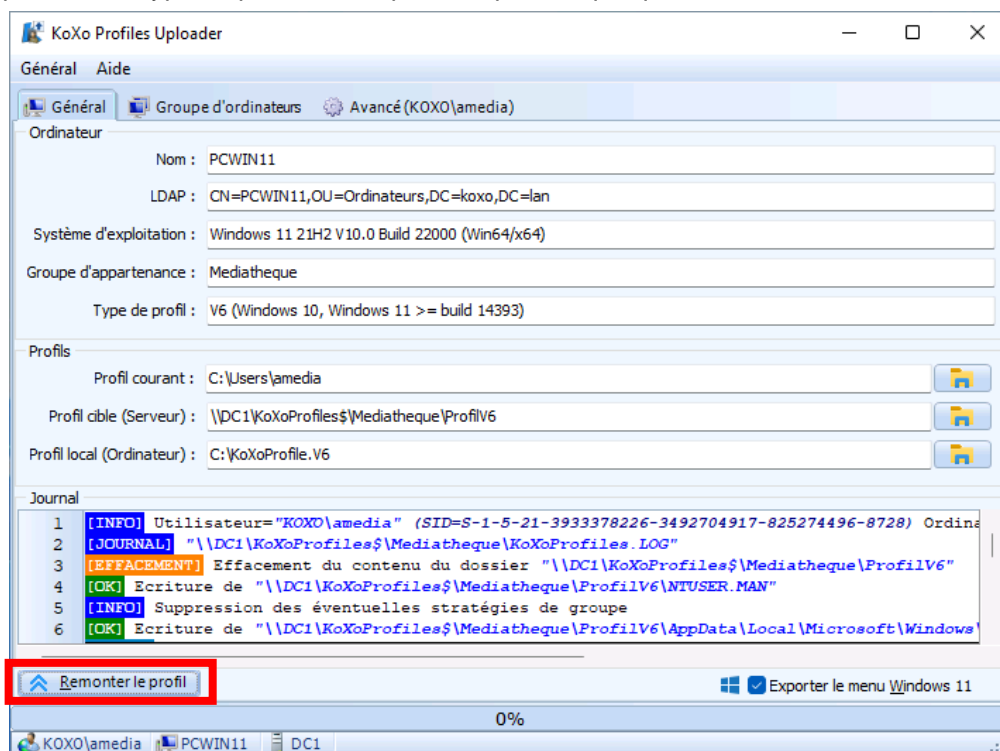 KoXo Profiles Uploader
Général Aide
Général Groupe d'ordinateurs Avancé (KOXO\amedia)
Ordinateur
Nom : PCWIN11
LDAP : CN=PCWIN11,OU=Ordinateurs,DC=koxo,DC=lan
Système d'exploitation : Windows 11 21H2 V10.0 Build 22000 (Win64/x64)
Groupe d'appartenance : Mediatheque
Type de profil : V6 (Windows 10, Windows 11 >= build 14393)
Profils
Profil courant : C:\Users\amedia
Profil cible (Serveur) : \\DC1\KoXoProfiles$\Mediatheque\ProfilV6
Profil local (Ordinateur) : C:\KoXoProfile.V6
Journal
1 [INFO] Utilisateur="KOXO\amedia" (SID=S-1-5-21-3933378226-3492704917-825274496-8728) Ordina
2 [JOURNAL] "\\DC1\KoXoProfiles$\Mediatheque\KoXoProfiles.LOG"
3 [EFFACEMENT] Effacement du contenu du dossier "\\DC1\KoXoProfiles$\Mediatheque\ProfilV6"
4 [OK] Ecriture de "\\DC1\KoXoProfiles$\Mediatheque\ProfilV6\NTUSER.MAN"
5 [INFO] Suppression des éventuelles stratégies de groupe
6 [OK] Ecriture de "\\DC1\KoXoProfiles$\Mediatheque\ProfilV6\AppData\Local\Microsoft\Windows\
Remonter le profil Exporter le menu Windows 11
0%
KOXO\amedia PCWIN11 DC1